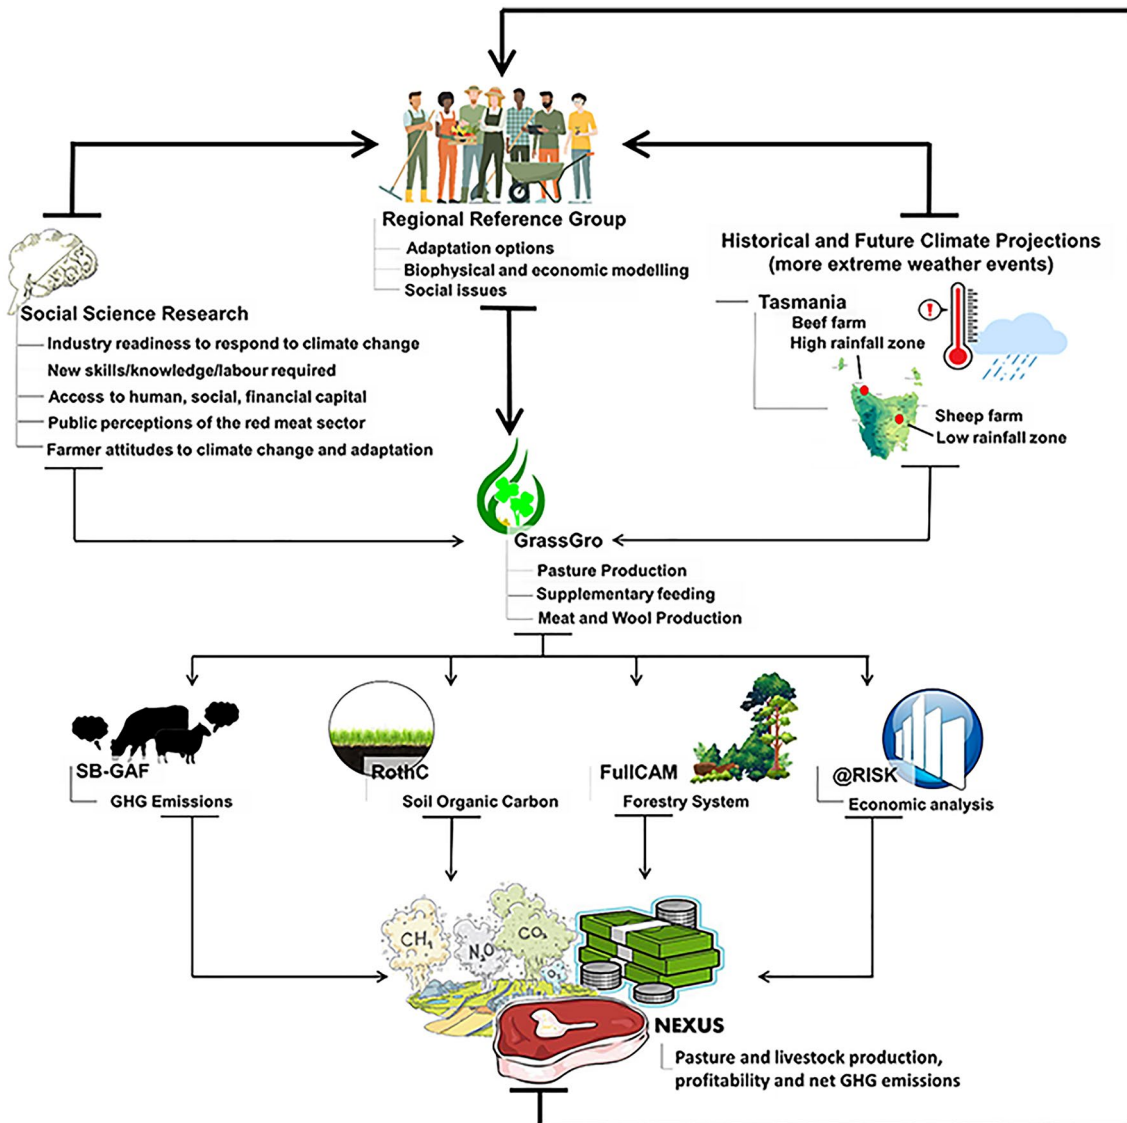 Regional Reference Group
Adaptation options
Biophysical and economic modelling
Social issues
Social Science Research
Industry readiness to respond to climate change
New skills/knowledge/labour required
Access to human, social, financial capital
Public perceptions of the red meat sector
Farmer attitudes to climate change and adaptation
Historical and Future Climate Projections
(more extreme weather events)
Tasmania
Beef farm
High rainfall zone
!
Sheep farm
Low rainfall zone
GrassGro
Pasture Production
Supplementary feeding
Meat and Wool Production
SB-GAF
GHG Emissions
RothC
Soil Organic Carbon
FullCAM
Forestry System
@RISK
Economic analysis
CH₄
N₂O
CO₂
NEXUS
Pasture and livestock production,
profitability and net GHG emissions